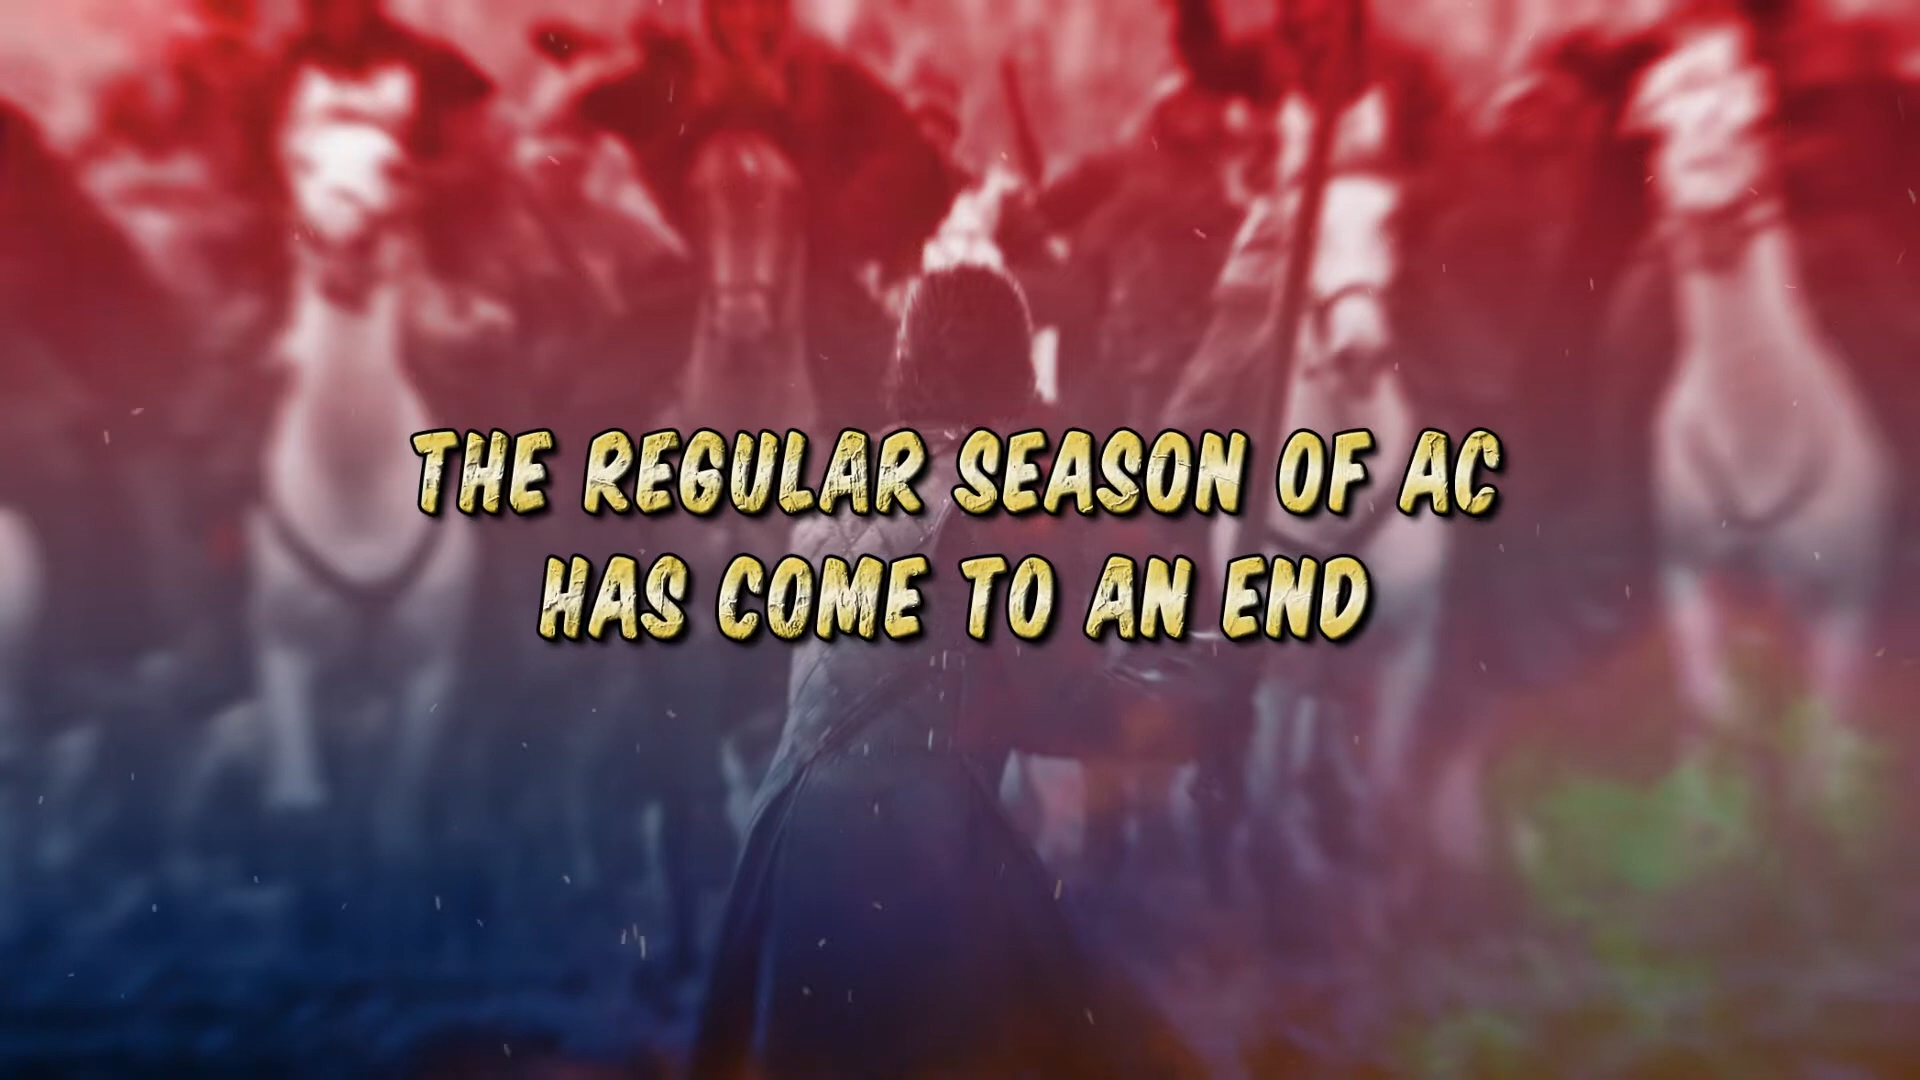 THE REGULAR SEASON OF AC
HAS COME TO AN END